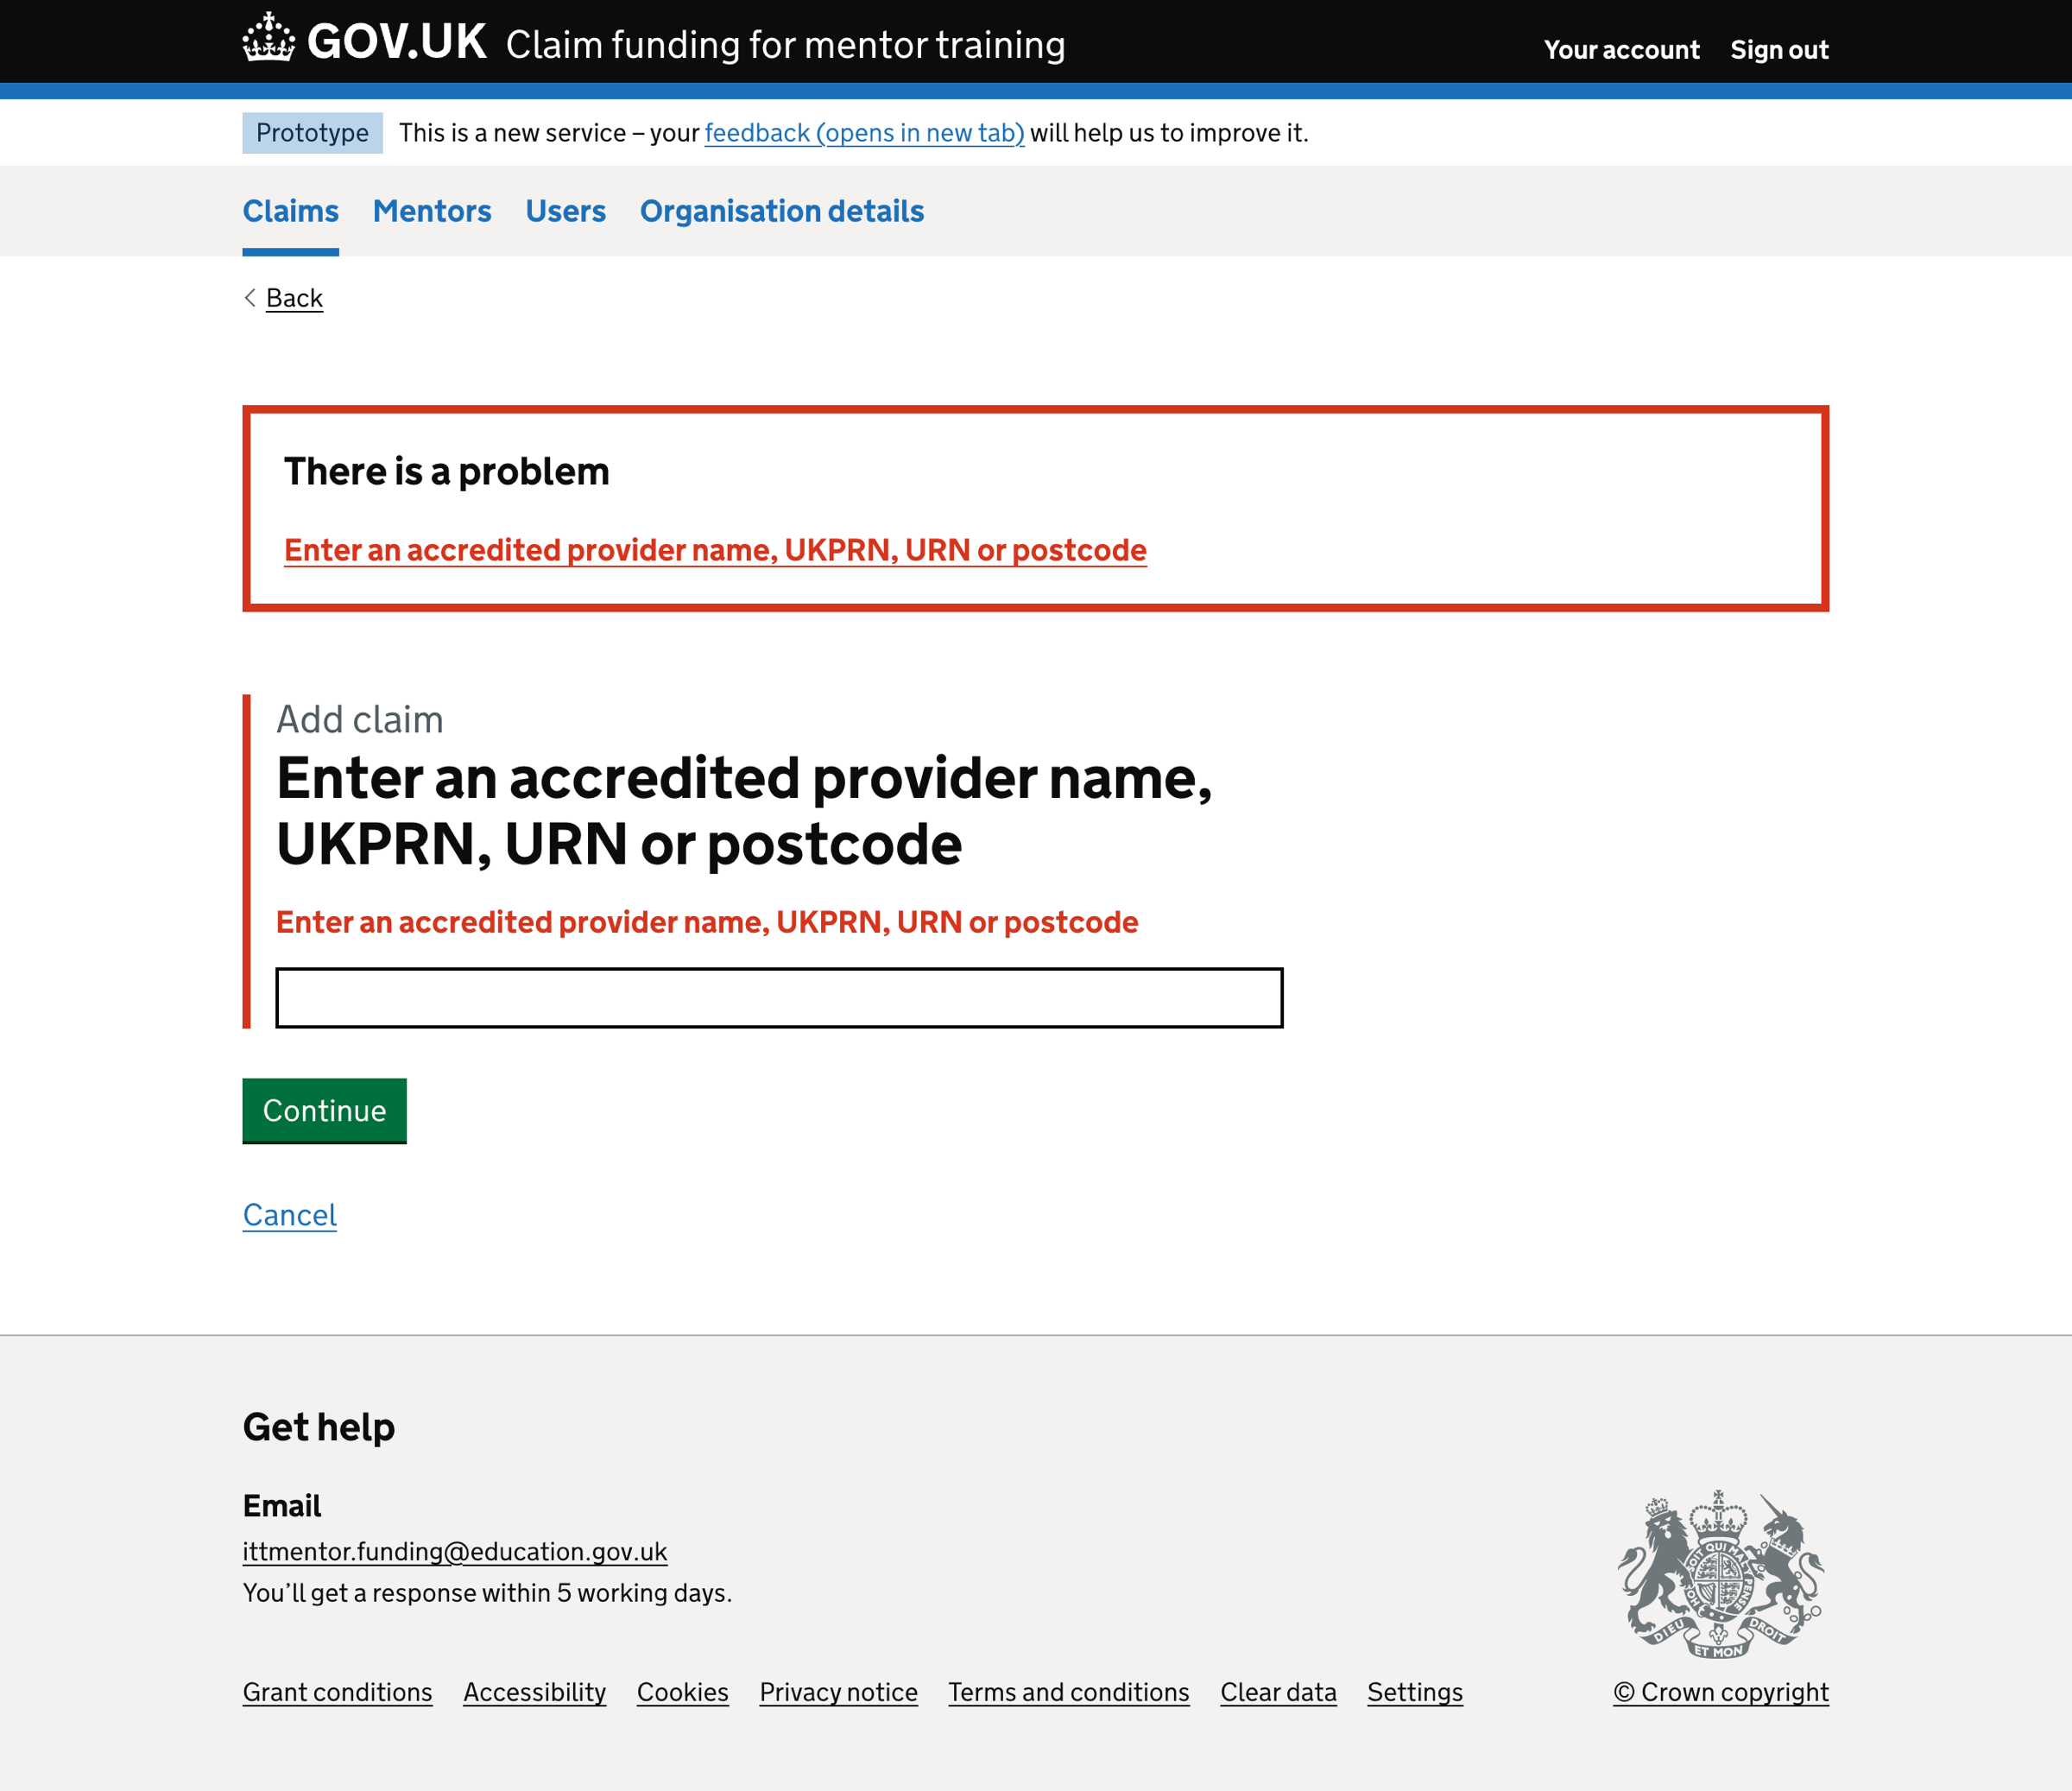 GOV.UK Claim funding for mentor training
Your account Sign out
Prototype This is a new service – your feedback (opens in new tab) will help us to improve it.
Claims Mentors Users Organisation details
Back
There is a problem
Enter an accredited provider name, UKPRN, URN or postcode
Add claim
Enter an accredited provider name,
UKPRN, URN or postcode
Enter an accredited provider name, UKPRN, URN or postcode
Continue
Cancel
Get help
Email
ittmentor.funding@education.gov.uk
You’ll get a response within 5 working days.
DIEU ET MON DROIT
Grant conditions Accessibility Cookies Privacy notice Terms and conditions Clear data Settings
© Crown copyright